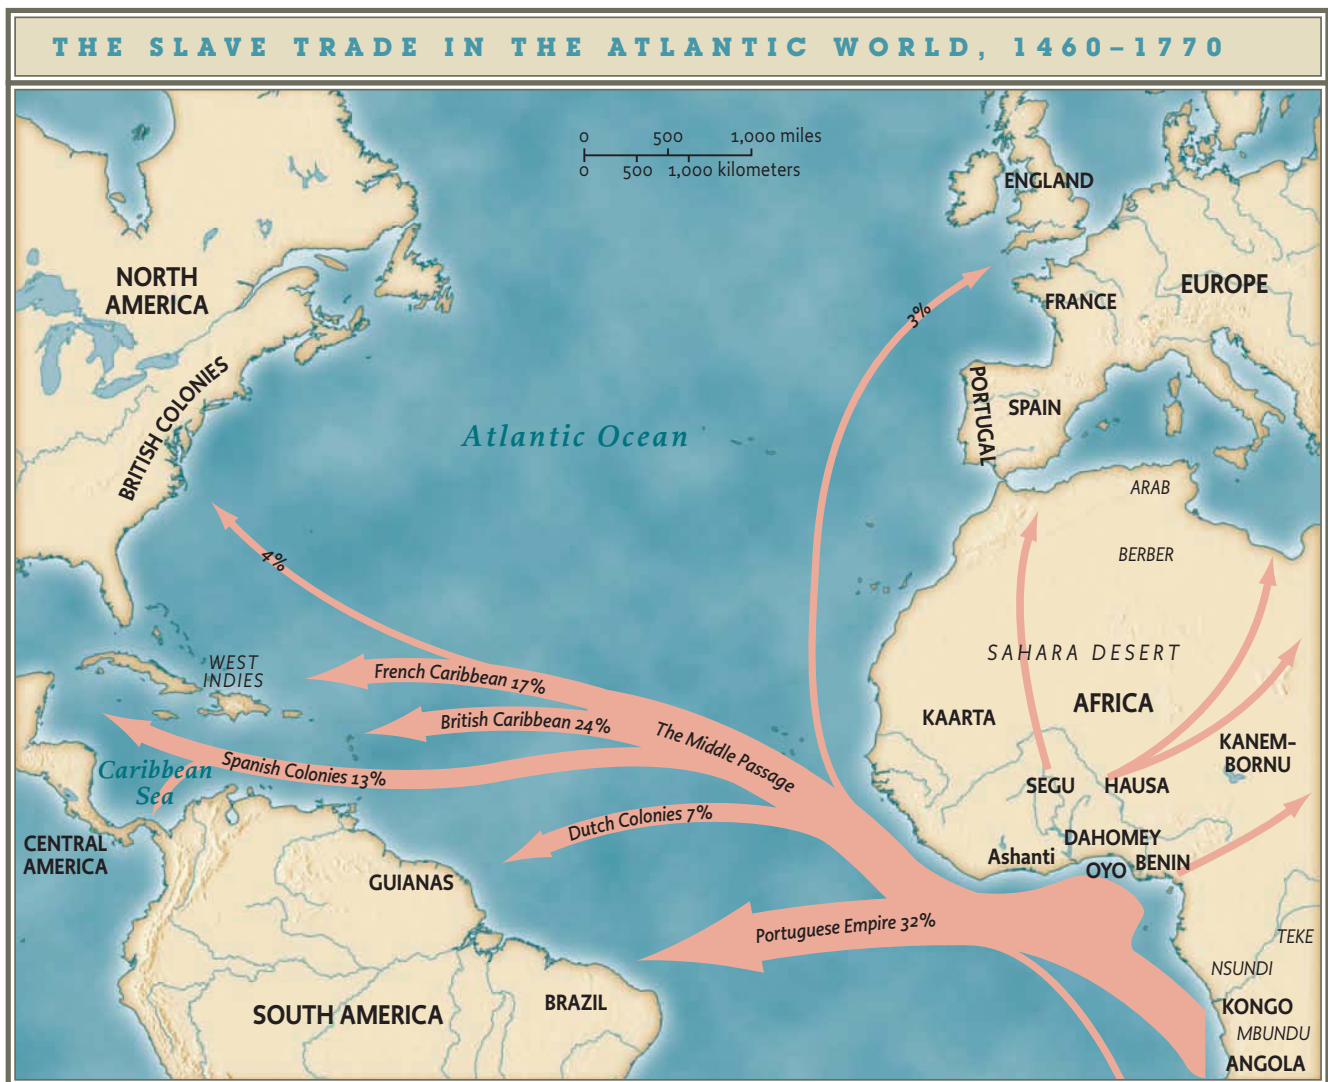 THE SLAVE TRADE IN THE ATLANTIC WORLD, 1460–1770
0 500 1,000 miles
0 500 1,000 kilometers
ENGLAND
NORTH
AMERICA
EUROPE
FRANCE
3%
BRITISH COLONIES
PORTUGAL
SPAIN
Atlantic Ocean
ARAB
BERBER
4%
SAHARA DESERT
WEST
INDIES
French Caribbean 17%
AFRICA
KAARTA
British Caribbean 24%
The Middle Passage
KANEM-
BORNU
Spanish Colonies 13%
Caribbean
Sea
SEGU
HAUSA
Dutch Colonies 7%
DAHOMEY
CENTRAL
AMERICA
Ashanti
OYO
BENIN
GUIANAS
Portuguese Empire 32%
TEKE
NSUNDI
BRAZIL
KONGO
SOUTH AMERICA
MBUNDU
ANGOLA